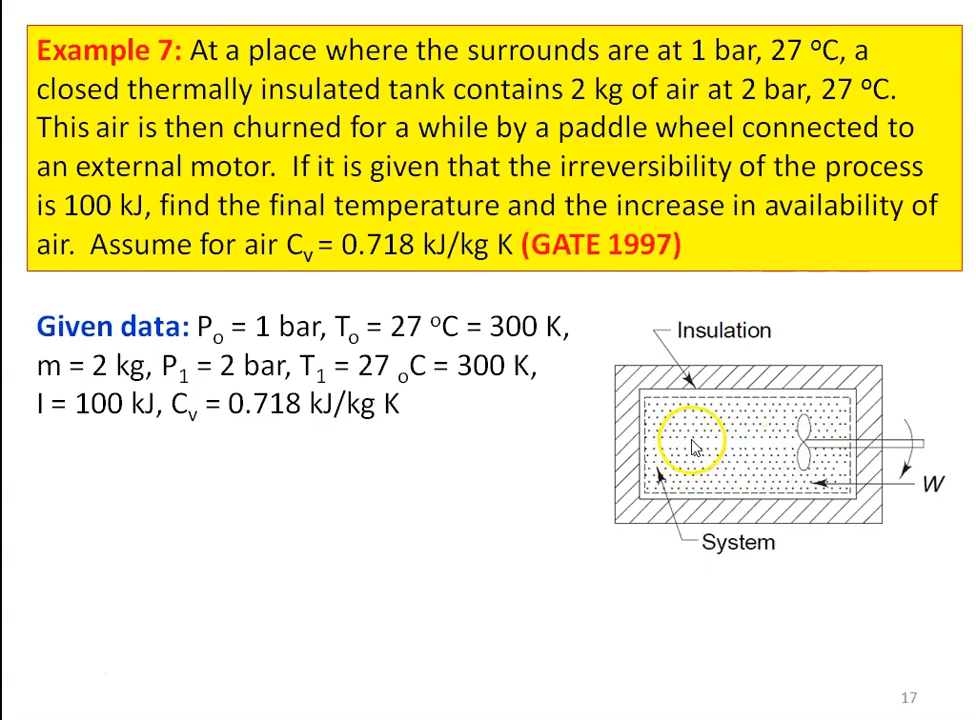 Example 7: At a place where the surrounds are at 1 bar, 27 ºC, a
closed thermally insulated tank contains 2 kg of air at 2 bar, 27 ºC.
This air is then churned for a while by a paddle wheel connected to
an external motor. If it is given that the irreversibility of the process
is 100 kJ, find the final temperature and the increase in availability of
air. Assume for air Cv = 0.718 kJ/kg K (GATE 1997)
Given data: Po = 1 bar, To = 27 ºC = 300 K,
m = 2 kg, P1 = 2 bar, T1 = 27 oC = 300 K,
I = 100 kJ, Cv = 0.718 kJ/kg K
Insulation
W
System
17